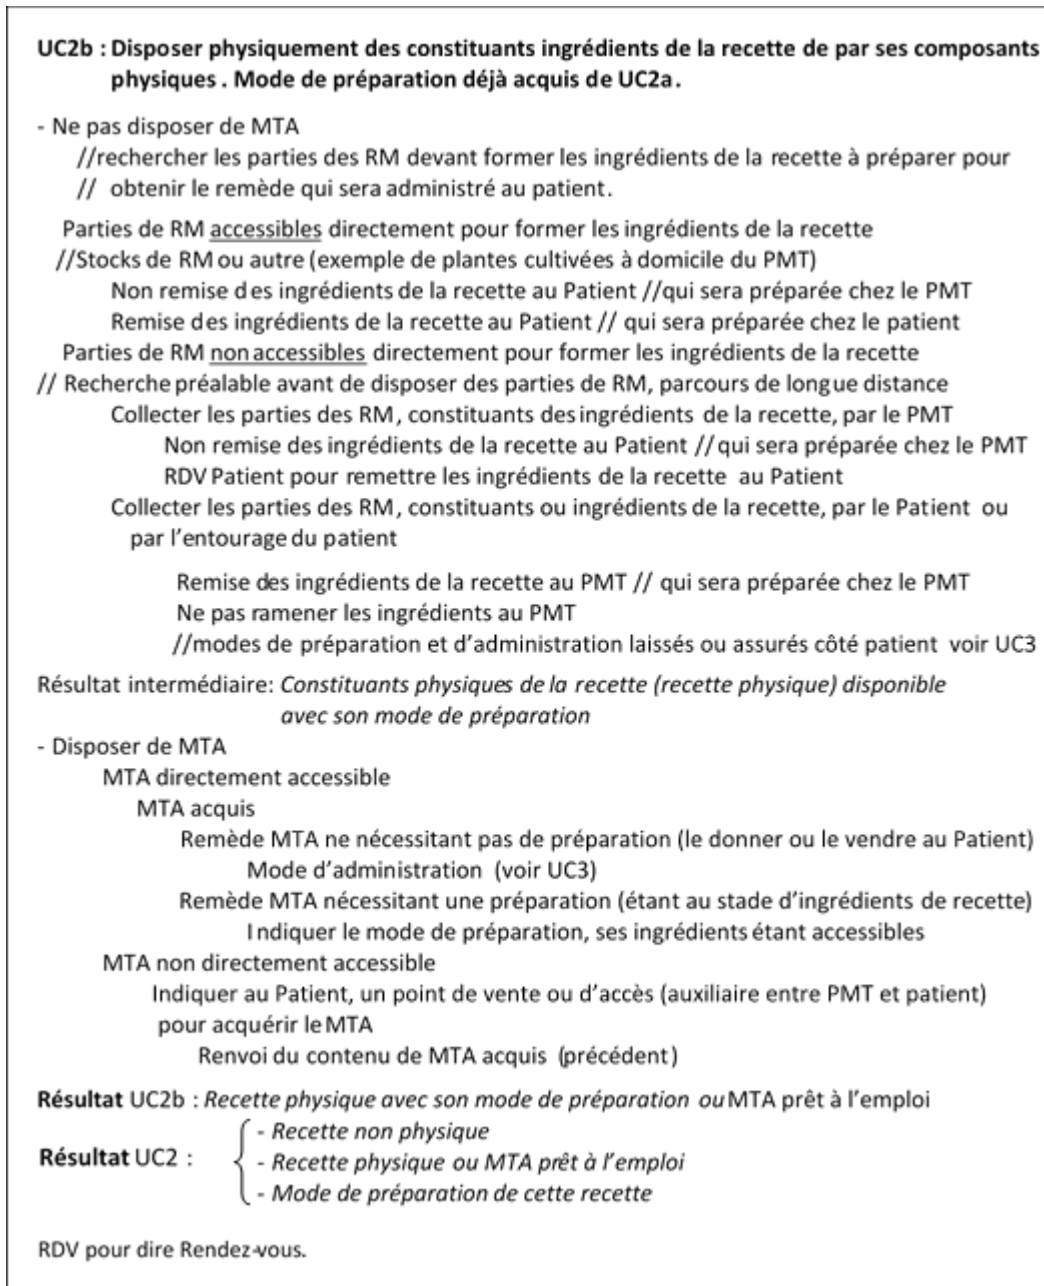 UC2b : Disposer physiquement des constituants ingrédients de la recette de par ses composants
physiques . Mode de préparation déjà acquis de UC2a.
- Ne pas disposer de MTA
//rechercher les parties des RM devant former les ingrédients de la recette à préparer pour
// obtenir le remède qui sera administré au patient.
Parties de RM accessibles directement pour former les ingrédients de la recette
//Stocks de RM ou autre (exemple de plantes cultivées à domicile du PMT)
Non remise des ingrédients de la recette au Patient //qui sera préparée chez le PMT
Remise des ingrédients de la recette au Patient // qui sera préparée chez le patient
Parties de RM non accessibles directement pour former les ingrédients de la recette
// Recherche préalable avant de disposer des parties de RM, parcours de longue distance
Collecter les parties des RM, constituants des ingrédients de la recette, par le PMT
Non remise des ingrédients de la recette au Patient // qui sera préparée chez le PMT
RDV Patient pour remettre les ingrédients de la recette au Patient
Collecter les parties des RM, constituants ou ingrédients de la recette, par le Patient ou
par l'entourage du patient
Remise des ingrédients de la recette au PMT // qui sera préparée chez le PMT
Ne pas ramener les ingrédients au PMT
//modes de préparation et d'administration laissés ou assurés côté patient voir UC3
Résultat intermédiaire: Constituants physiques de la recette (recette physique) disponible
avec son mode de préparation
- Disposer de MTA
MTA directement accessible
MTA acquis
Remède MTA ne nécessitant pas de préparation (le donner ou le vendre au Patient)
Mode d'administration (voir UC3)
Remède MTA nécessitant une préparation (étant au stade d'ingrédients de recette)
Indiquer le mode de préparation, ses ingrédients étant accessibles
MTA non directement accessible
Indiquer au Patient, un point de vente ou d'accès (auxiliaire entre PMT et patient)
pour acquérir le MTA
Renvoi du contenu de MTA acquis (précédent)
Résultat UC2b : Recette physique avec son mode de préparation ou MTA prêt à l'emploi
Résultat UC2 :
- Recette non physique
- Recette physique ou MTA prêt à l'emploi
- Mode de préparation de cette recette
RDV pour dire Rendez-vous.